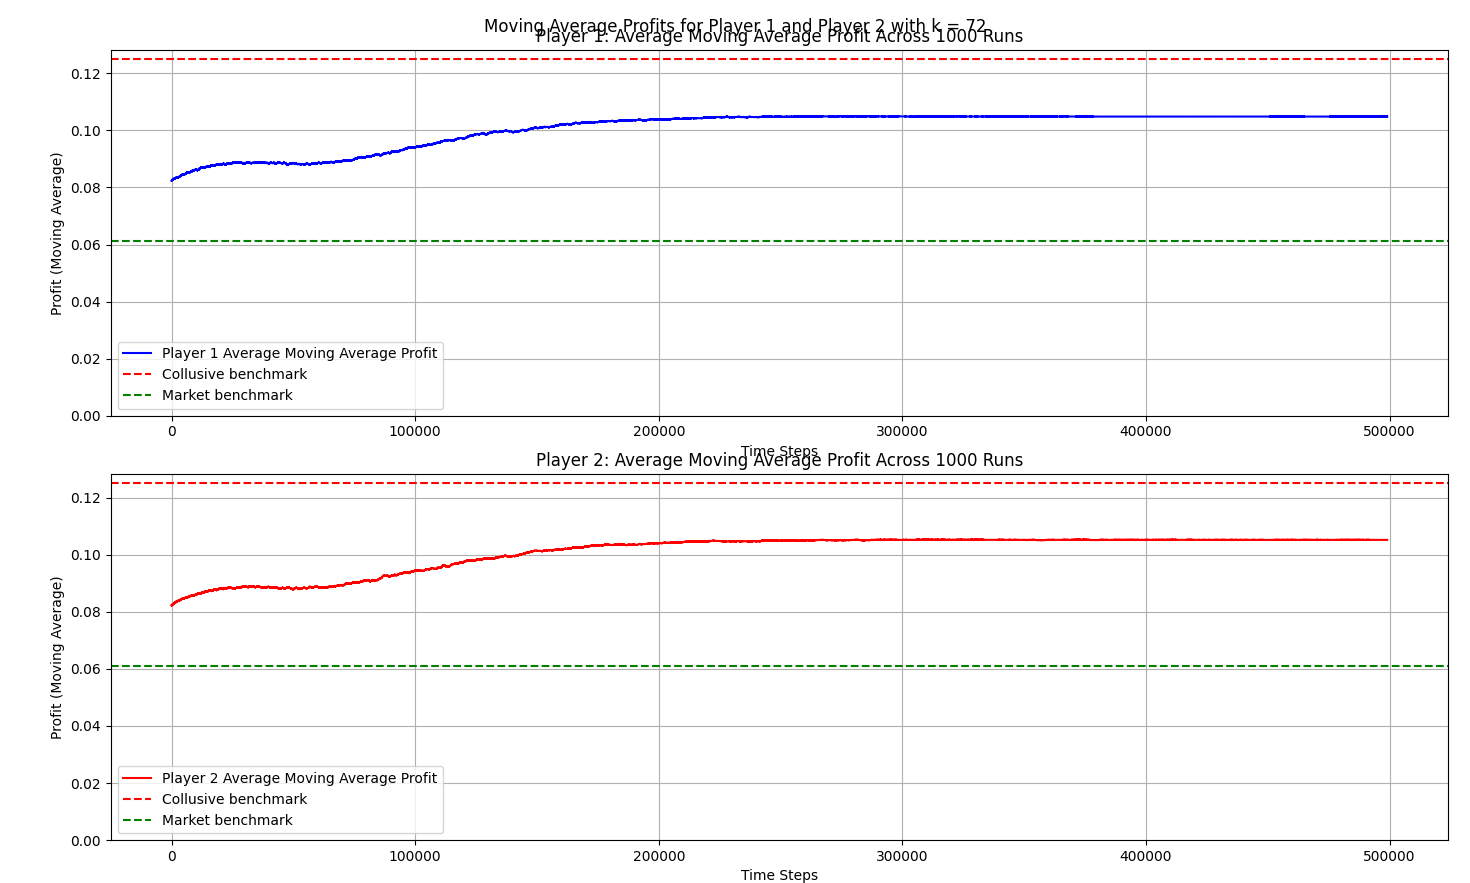 Moving Average Profits for Player 1 and Player 2 with k = 72
Player 1: Average Moving Average Profit Across 1000 Runs
Profit (Moving Average)
0.12
0.10
0.08
0.06
0.04
0.02
0.00
Player 1 Average Moving Average Profit
Collusive benchmark
Market benchmark
0 100000 200000 300000 400000 500000
Time Steps
Player 2: Average Moving Average Profit Across 1000 Runs
Profit (Moving Average)
0.12
0.10
0.08
0.06
0.04
0.02
0.00
Player 2 Average Moving Average Profit
Collusive benchmark
Market benchmark
0 100000 200000 300000 400000 500000
Time Steps